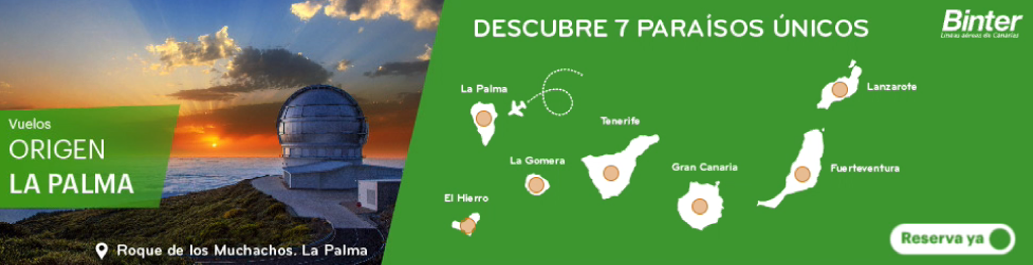 Vuelos
ORIGEN
LA PALMA
Roque de los Muchachos. La Palma
DESCUBRE 7 PARAÍSOS ÚNICOS
Binter
Líneas aéreas de Canarias
La Palma
Lanzarote
Tenerife
La Gomera
Gran Canaria
Fuerteventura
El Hierro
Reserva ya